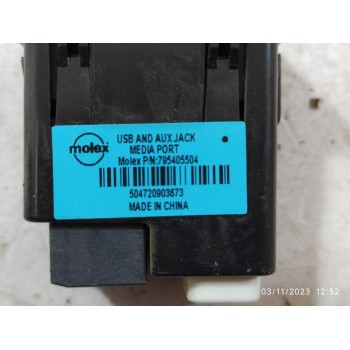 molex
USB AND AUX JACK
MEDIA PORT
Molex P/N:795405504
504720903673
MADE IN CHINA
03/11/2023 12:52